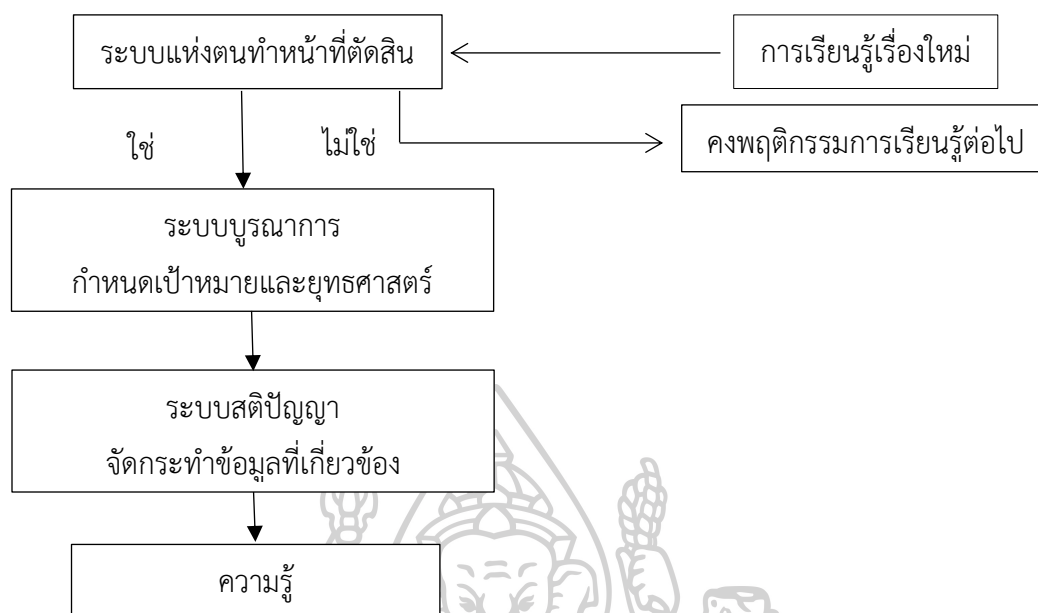 ระบบแห่งตนทำหน้าที่ตัดสิน
การเรียนรู้เรื่องใหม่
ใช่
ไม่ใช่
คงพฤติกรรมการเรียนรู้ต่อไป
ระบบบูรณาการ
กำหนดเป้าหมายและยุทธศาสตร์
ระบบสติปัญญา
จัดกระทำข้อมูลที่เกี่ยวข้อง
ความรู้